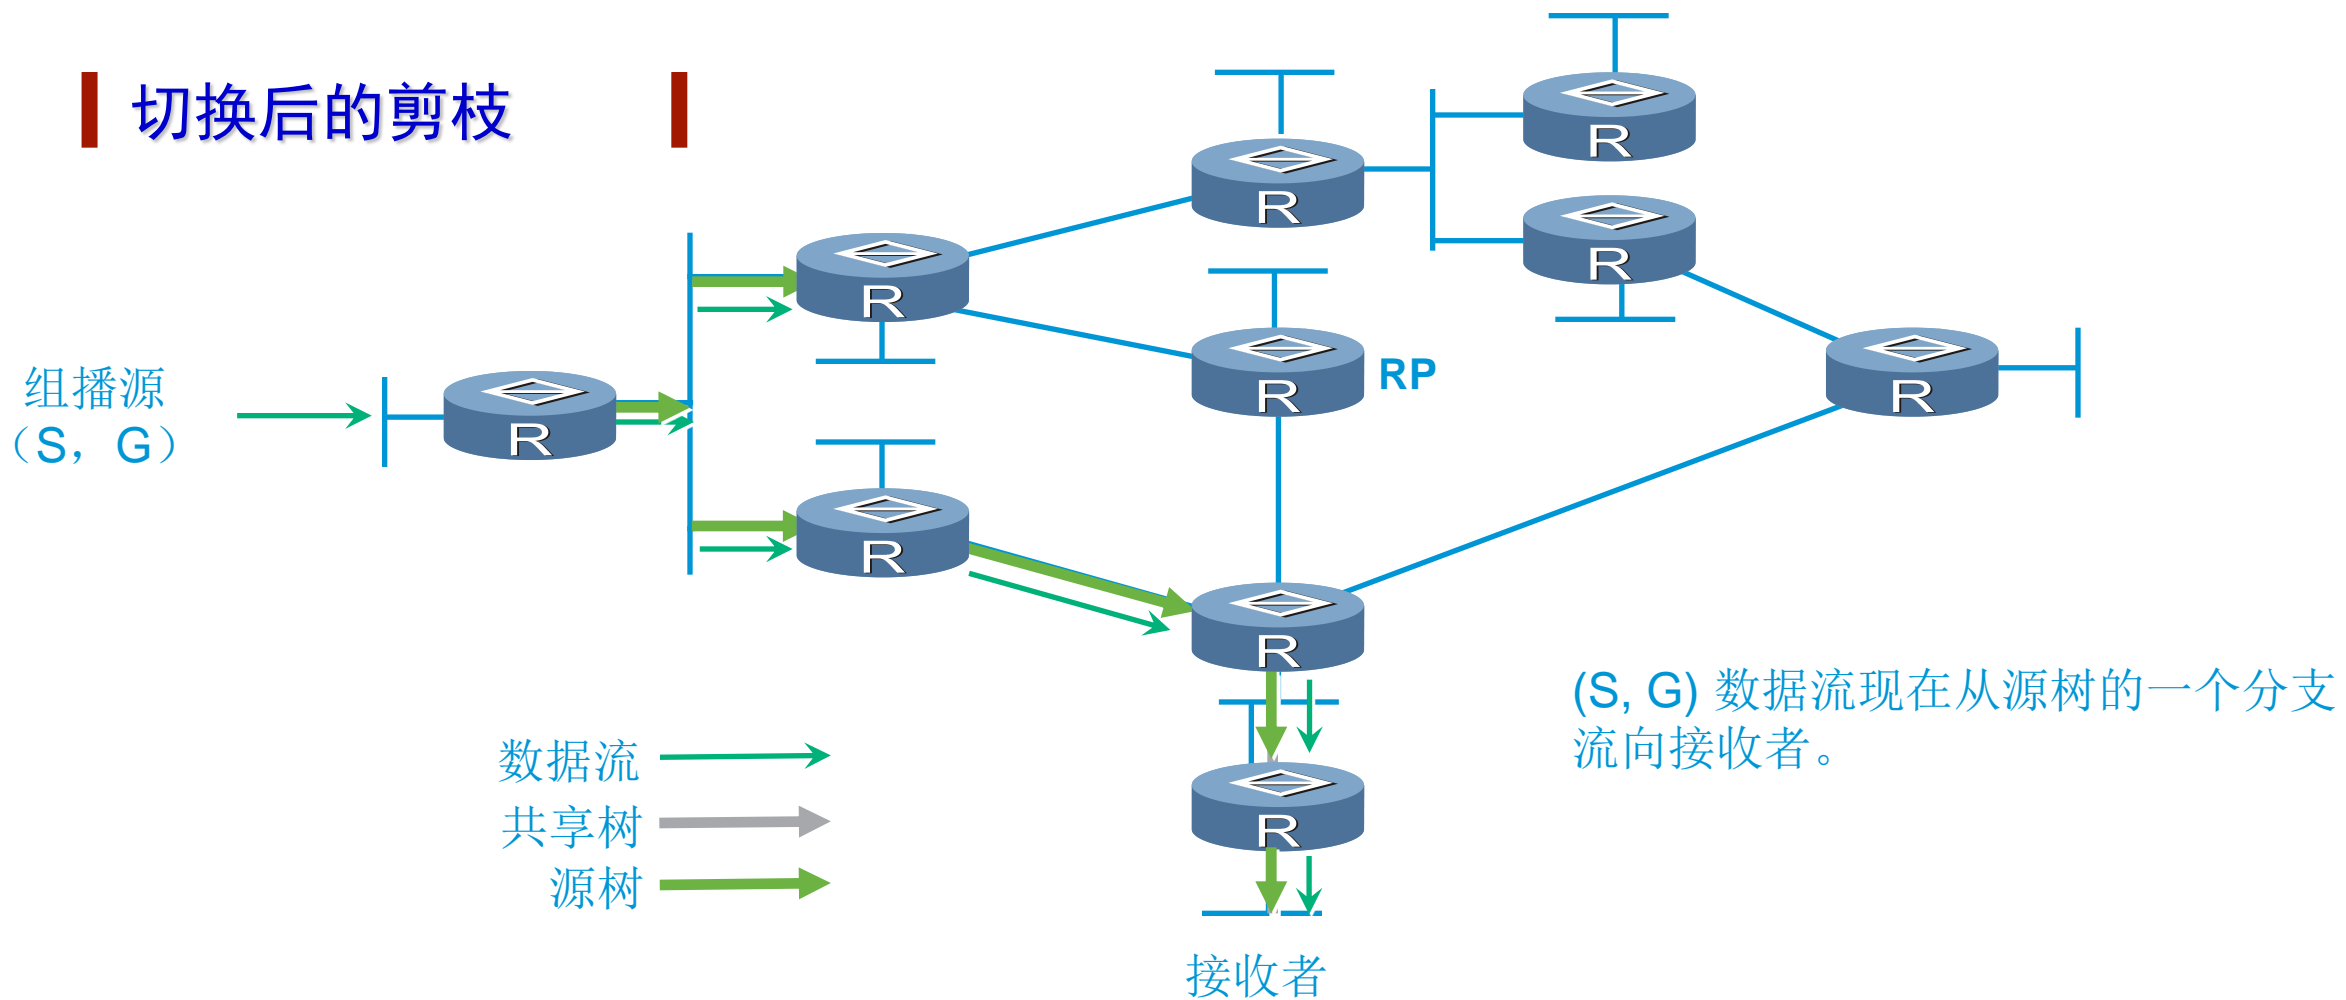 切换后的剪枝
R
R
R
R
R
RP
R
R
组播源
（S，G）
R
R
R
(S, G) 数据流现在从源树的一个分支
流向接收者。
数据流
共享树
R
源树
接收者